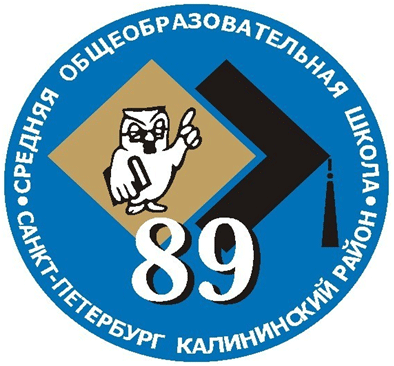 •СРЕДНЯЯ ОБЩЕОБРАЗОВАТЕЛЬНАЯ ШКОЛА•
89
САНКТ-ПЕТЕРБУРГ КАЛИНИНСКИЙ РАЙОН